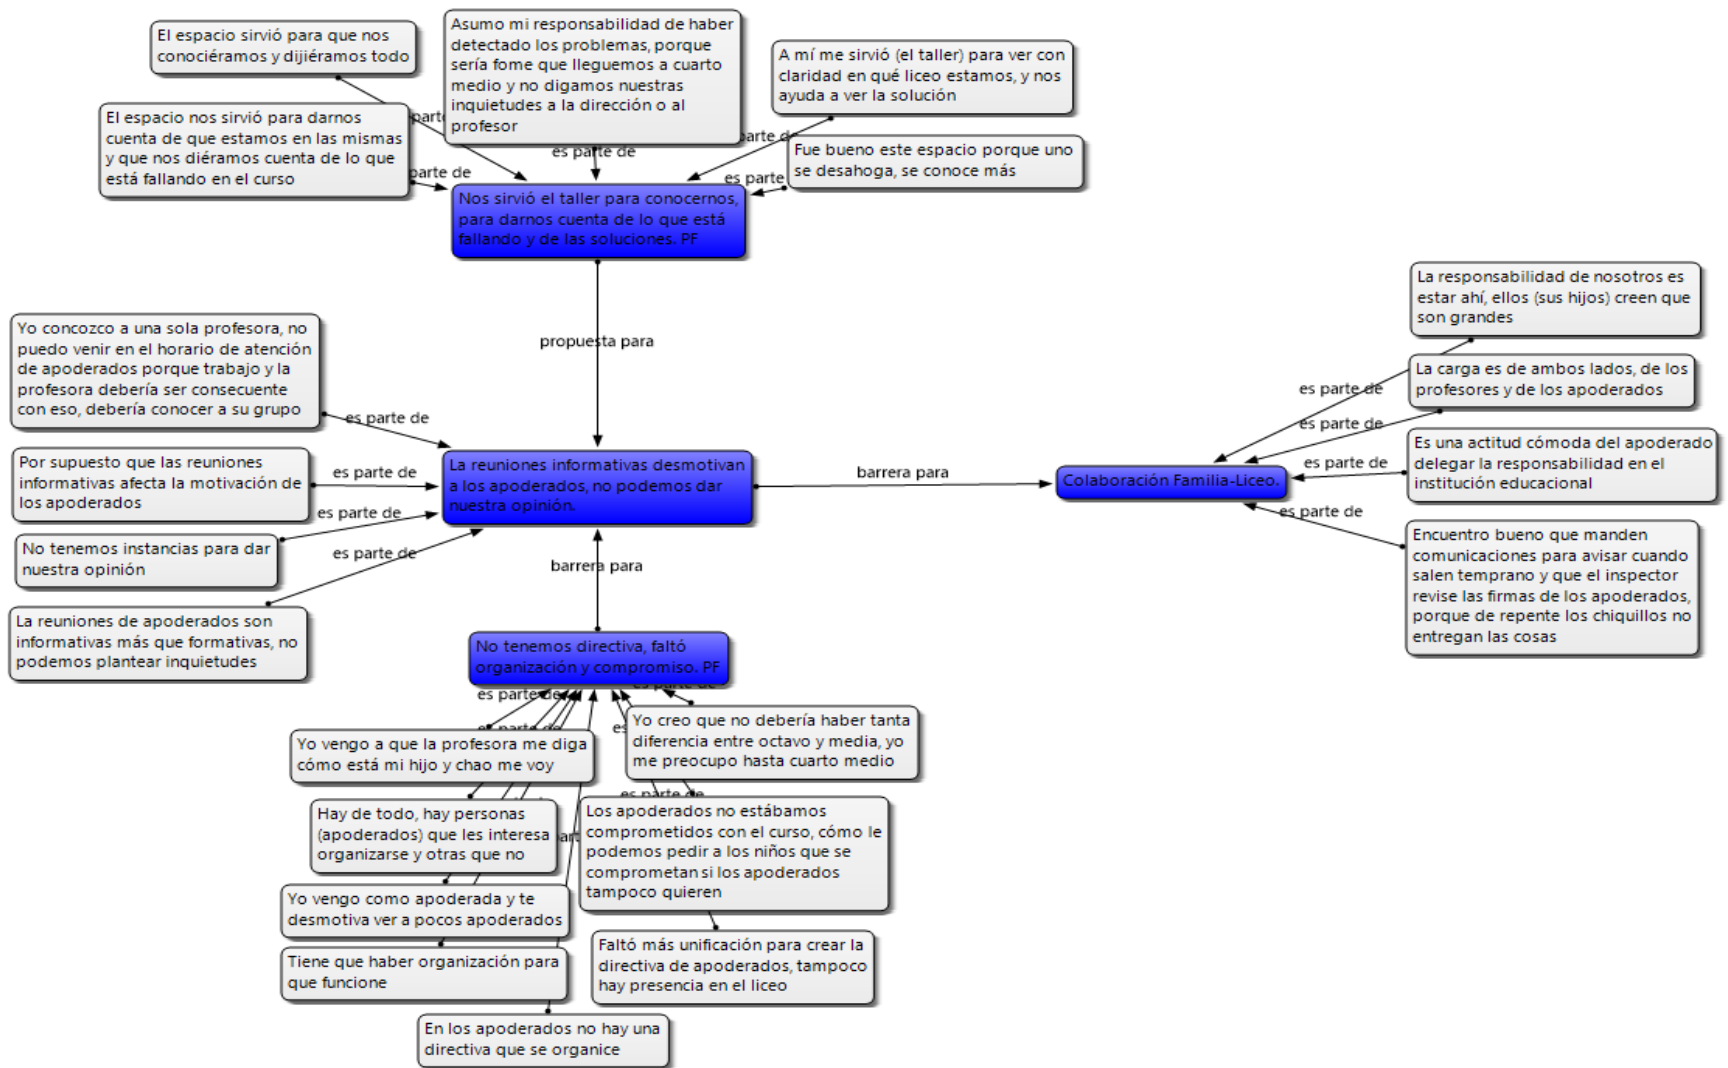 El espacio sirvió para que nos
conociéramos y dijiéramos todo
Asumo mi responsabilidad de haber
detectado los problemas, porque
sería fome que lleguemos a cuarto
medio y no digamos nuestras
inquietudes a la dirección o al
profesor
A mí me sirvió (el taller) para ver con
claridad en qué liceo estamos, y nos
ayuda a ver la solución
El espacio nos sirvió para darnos
cuenta de que estamos en las mismas
y que nos diéramos cuenta de lo que
está fallando en el curso
Fue bueno este espacio porque uno
se desahoga, se conoce más
parte
es parte de
parte de
parte de
es parte
Nos sirvió el taller para conocernos,
para darnos cuenta de lo que está
fallando y de las soluciones. PF
propuesta para
Yo concozco a una sola profesora, no
puedo venir en el horario de atención
de apoderados porque trabajo y la
profesora debería ser consecuente
con eso, debería conocer a su grupo
es parte de
Por supuesto que las reuniones
informativas afecta la motivación de
los apoderados
es parte de
No tenemos instancias para dar
nuestra opinión
es parte de
La reuniones de apoderados son
informativas más que formativas, no
podemos plantear inquietudes
es parte de
La reuniones informativas desmotivan
a los apoderados, no podemos dar
nuestra opinión.
barrera para
Colaboración Familia-Liceo.
La responsabilidad de nosotros es
estar ahí, ellos (sus hijos) creen que
son grandes
es parte de
La carga es de ambos lados, de los
profesores y de los apoderados
es parte de
Es una actitud cómoda del apoderado
delegar la responsabilidad en el
institución educacional
es parte de
Encuentro bueno que manden
comunicaciones para avisar cuando
salen temprano y que el inspector
revise las firmas de los apoderados,
porque de repente los chiquillos no
entregan las cosas
es parte de
barrera para
No tenemos directiva, faltó
organización y compromiso. PF
es parte de
es parte de
es parte de
es
Yo vengo a que la profesora me diga
cómo está mi hijo y chao me voy
Yo creo que no debería haber tanta
diferencia entre octavo y media, yo
me preocupo hasta cuarto medio
es parte de
Hay de todo, hay personas
(apoderados) que les interesa
organizarse y otras que no
Los apoderados no estábamos
comprometidos con el curso, cómo le
podemos pedir a los niños que se
comprometan si los apoderados
tampoco quieren
Yo vengo como apoderada y te
desmotiva ver a pocos apoderados
Tiene que haber organización para
que funcione
Faltó más unificación para crear la
directiva de apoderados, tampoco
hay presencia en el liceo
En los apoderados no hay una
directiva que se organice